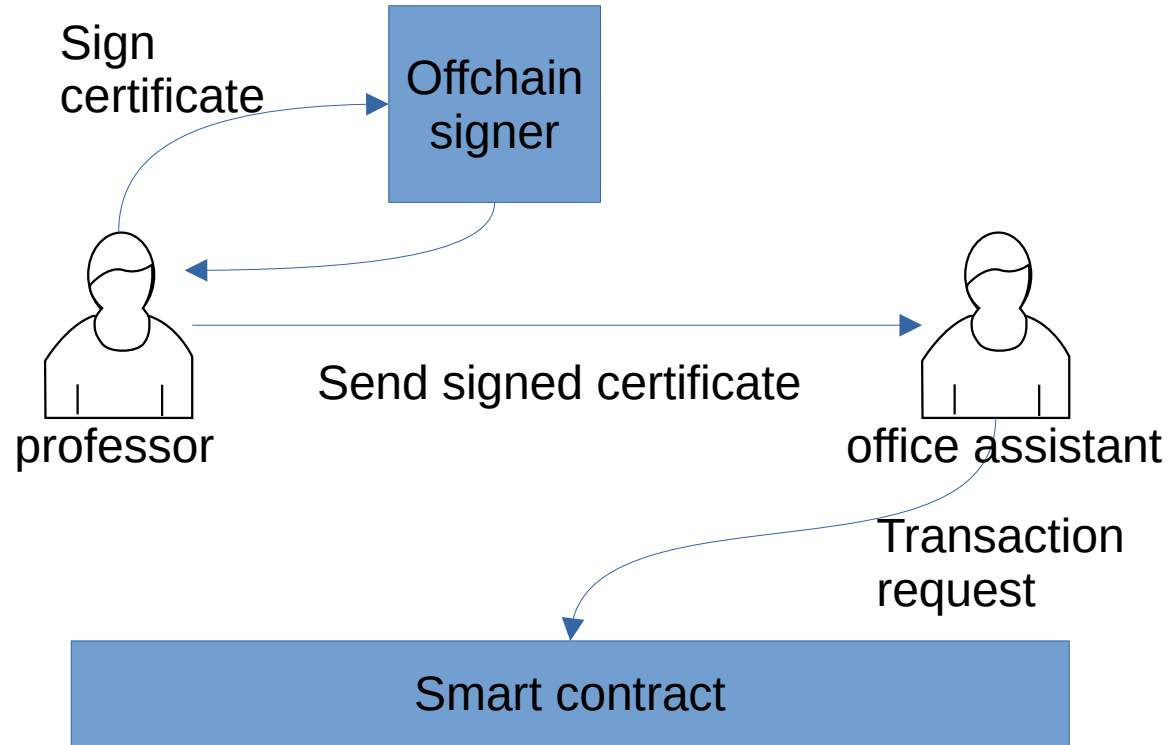 Sign
certificate
Offchain
signer
Send signed certificate
professor
office assistant
Transaction
request
Smart contract